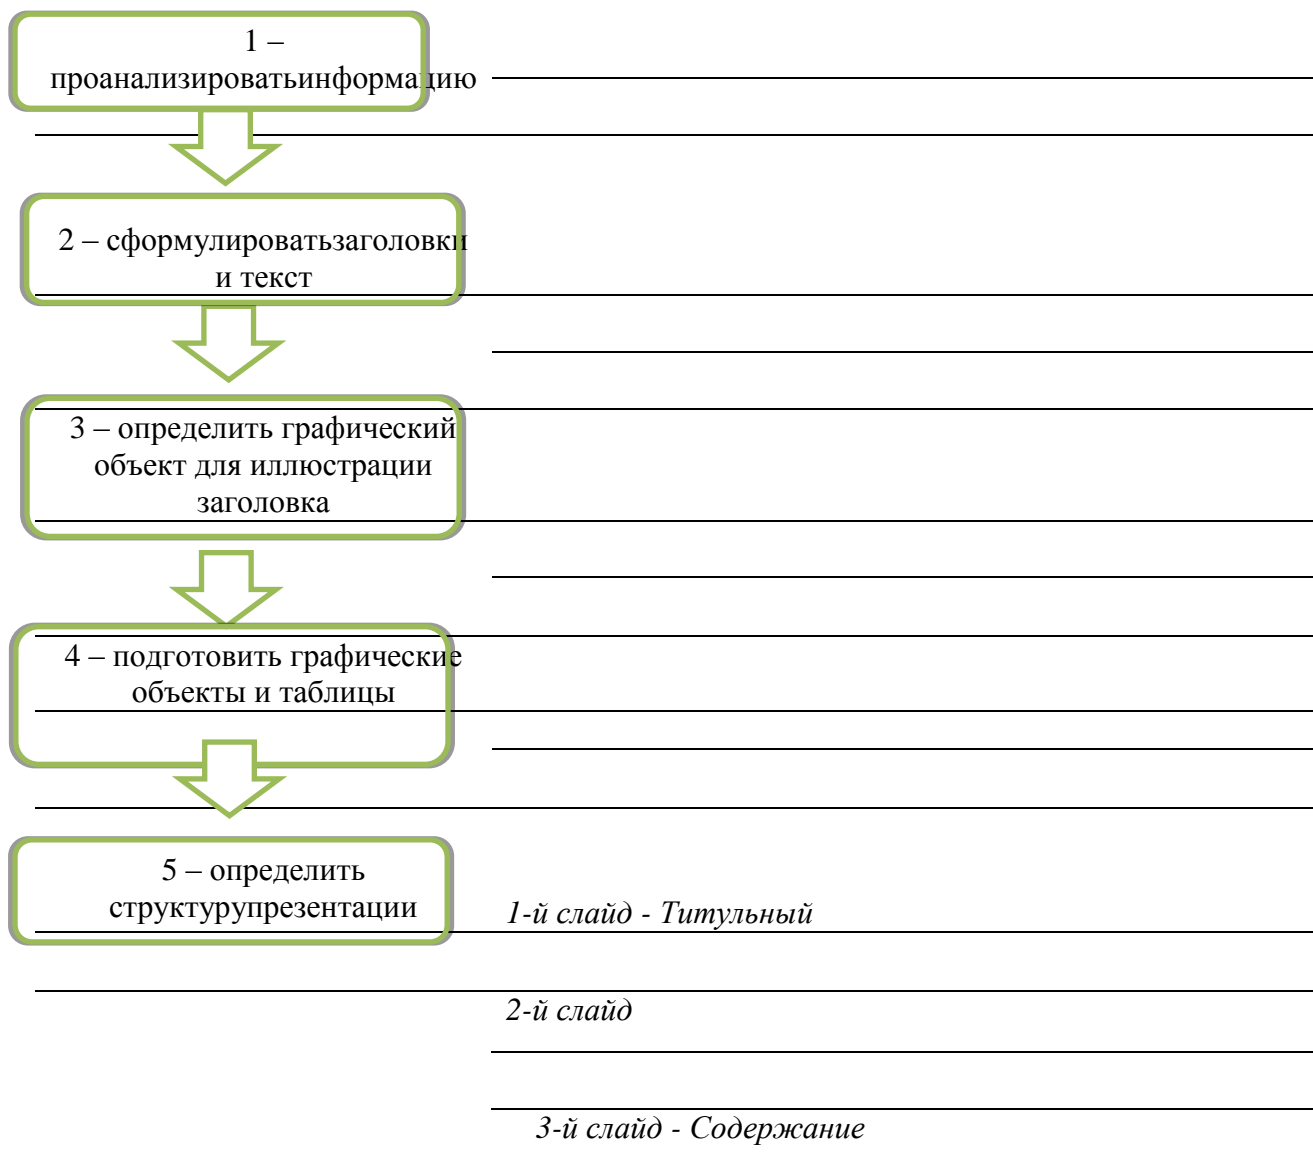 1 –
проанализироватьинформацию
2 – сформулироватьзаголовки
и текст
3 – определить графический
объект для иллюстрации
заголовка
4 – подготовить графические
объекты и таблицы
5 – определить
структурупрезентации
1-й слайд - Титульный
2-й слайд
3-й слайд - Содержание